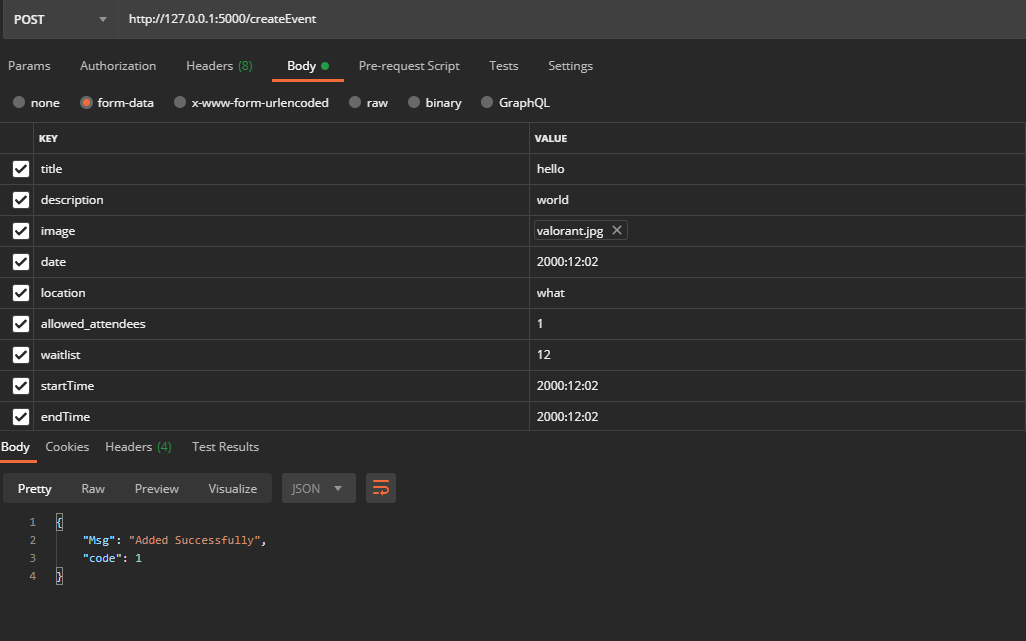 POST http://127.0.0.1:5000/createEvent
Params Authorization Headers (8) Body Pre-request Script Tests Settings
none form-data x-www-form-urlencoded raw binary GraphQL
KEY VALUE
title hello
description world
image valorant.jpg
date 2000:12:02
location what
allowed_attendees 1
waitlist 12
startTime 2000:12:02
endTime 2000:12:02
Body Cookies Headers (4) Test Results
Pretty Raw Preview Visualize JSON
1 {
2 "Msg": "Added Successfully",
3 "code": 1
4 }